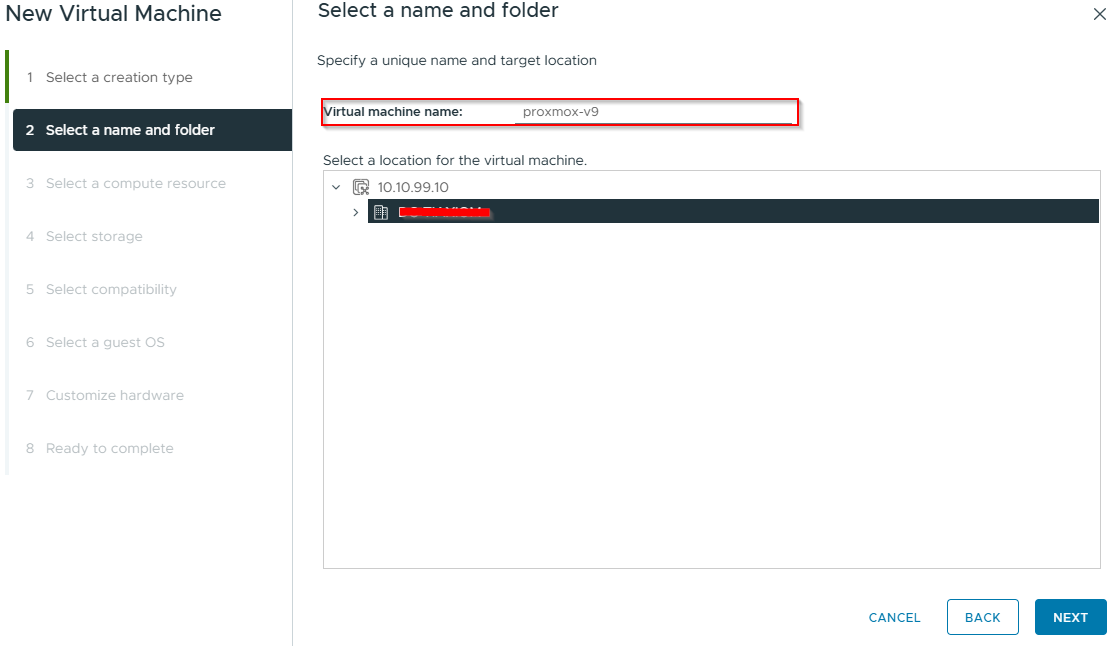 New Virtual Machine
1 Select a creation type
2 Select a name and folder
3 Select a compute resource
4 Select storage
5 Select compatibility
6 Select a guest OS
7 Customize hardware
8 Ready to complete
Select a name and folder
Specify a unique name and target location
Virtual machine name: proxmox-v9
Select a location for the virtual machine.
10.10.99.10
CANCEL BACK NEXT